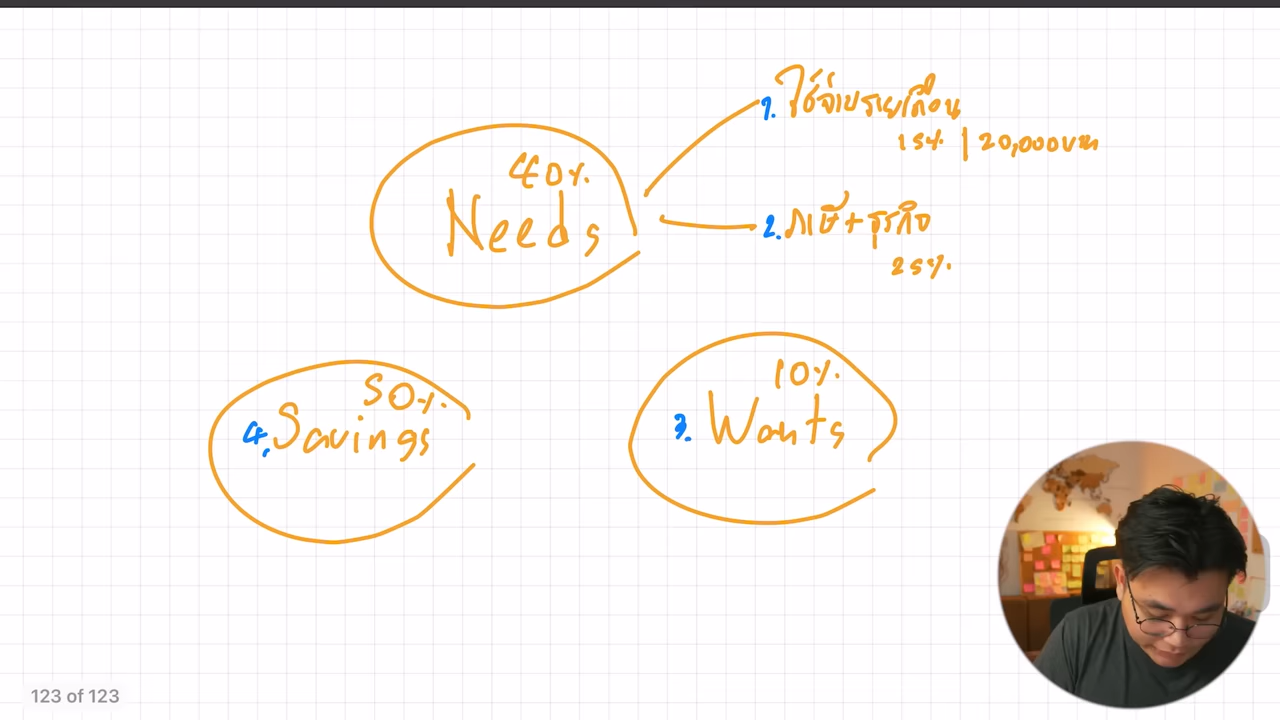 1. ใช้จ่ายรายเดือน
15% | 20,000บาท
40%
Needs
2. ภาษี+ธุรกิจ
25%
50%
4. Savings
10%
3. Wants
123 of 123